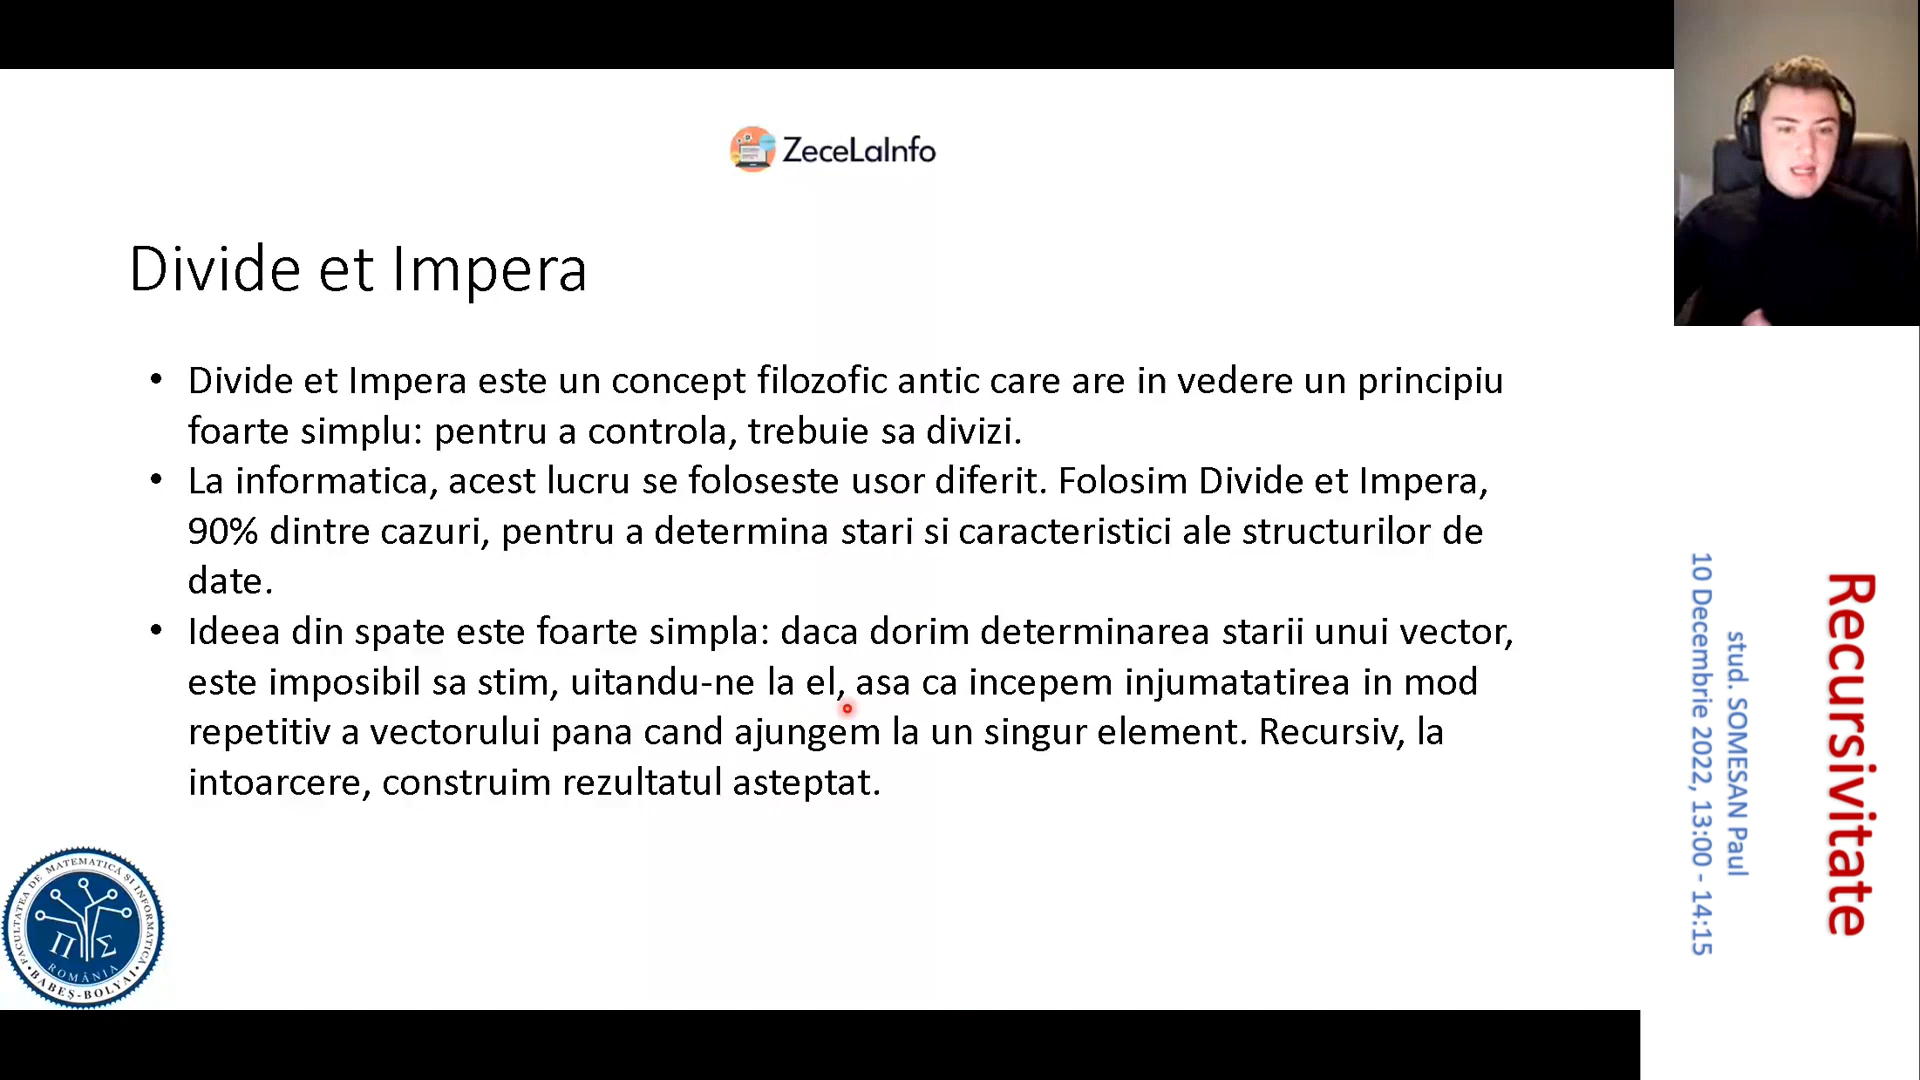 ZeceLaInfo
Divide et Impera
• Divide et Impera este un concept filozofic antic care are in vedere un principiu
foarte simplu: pentru a controla, trebuie sa divizi.
• La informatica, acest lucru se foloseste usor diferit. Folosim Divide et Impera,
90% dintre cazuri, pentru a determina stari si caracteristici ale structurilor de
date.
• Ideea din spate este foarte simpla: daca dorim determinarea starii unui vector,
este imposibil sa stim, uitandu-ne la el, asa ca incepem injumatatirea in mod
repetitiv a vectorului pana cand ajungem la un singur element. Recursiv, la
intoarcere, construim rezultatul asteptat.
FACULTATEA DE MATEMATICĂ ȘI INFORMATICĂ
Π Σ
ROMÂNIA
BABEȘ-BOLYAI
Recursivitate
stud. SOMESAN Paul
10 Decembrie 2022, 13:00 - 14:15